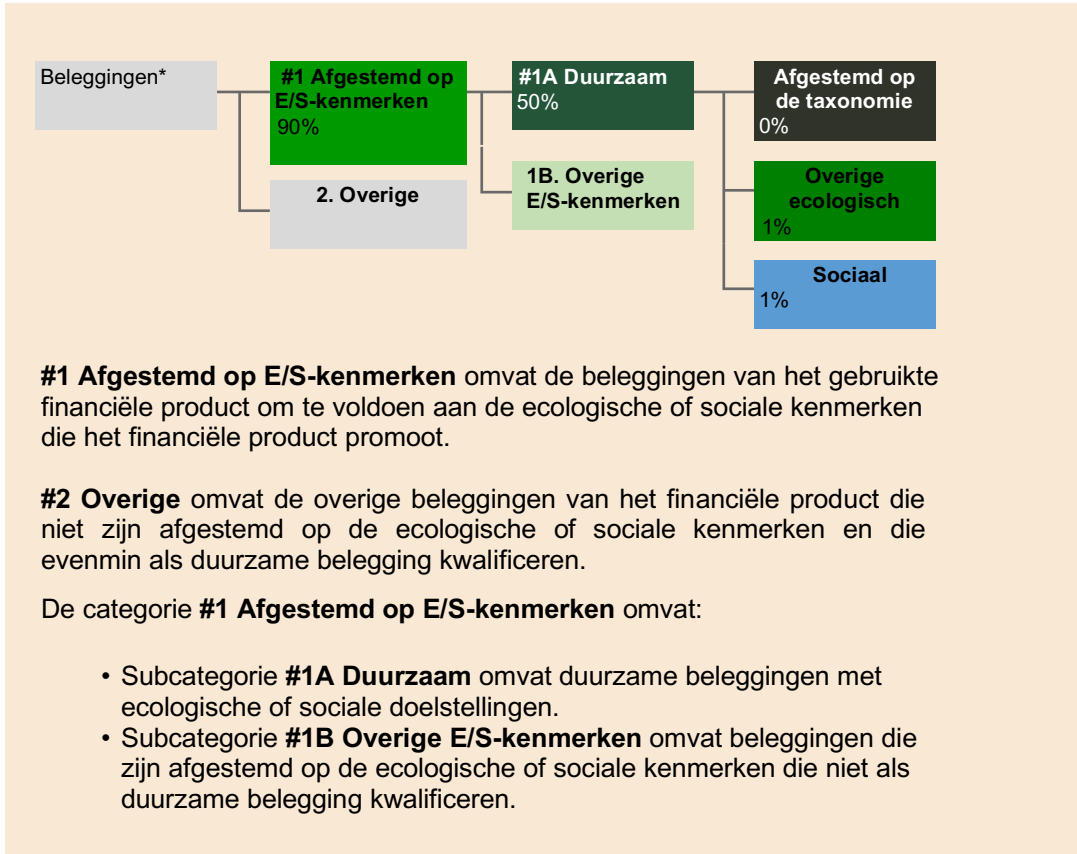 Beleggingen*
#1 Afgestemd op
E/S-kenmerken
90%
2. Overige
#1A Duurzaam
50%
1B. Overige
E/S-kenmerken
Afgestemd op
de taxonomie
0%
Overige
ecologisch
1%
Sociaal
1%
#1 Afgestemd op E/S-kenmerken omvat de beleggingen van het gebruikte
financiële product om te voldoen aan de ecologische of sociale kenmerken
die het financiële product promoot.
#2 Overige omvat de overige beleggingen van het financiële product die
niet zijn afgestemd op de ecologische of sociale kenmerken en die
evenmin als duurzame belegging kwalificeren.
De categorie #1 Afgestemd op E/S-kenmerken omvat:
• Subcategorie #1A Duurzaam omvat duurzame beleggingen met
ecologische of sociale doelstellingen.
• Subcategorie #1B Overige E/S-kenmerken omvat beleggingen die
zijn afgestemd op de ecologische of sociale kenmerken die niet als
duurzame belegging kwalificeren.